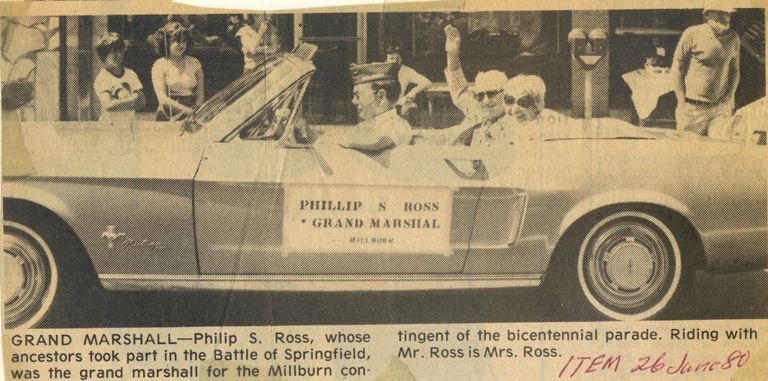 PHILLIP S ROSS
* GRAND MARSHAL
MILLBURN
Mustang
GRAND MARSHALL—Philip S. Ross, whose
ancestors took part in the Battle of Springfield,
was the grand marshall for the Millburn con-
tingent of the bicentennial parade. Riding with
Mr. Ross is Mrs. Ross.
ITEM 26 June 80